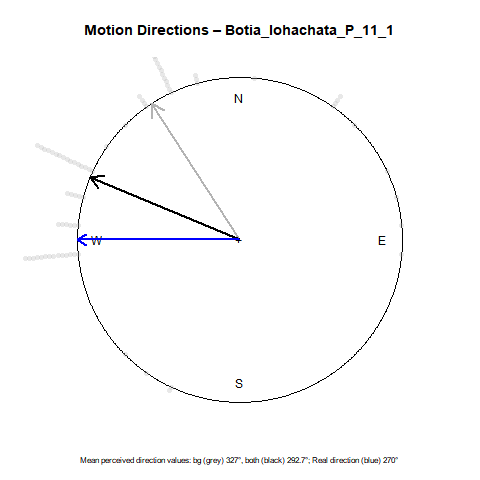 Motion Directions – Botia_lohachata_P_11_1
N
W
E
S
Mean perceived direction values: bg (grey) 327°, both (black) 292.7°; Real direction (blue) 270°